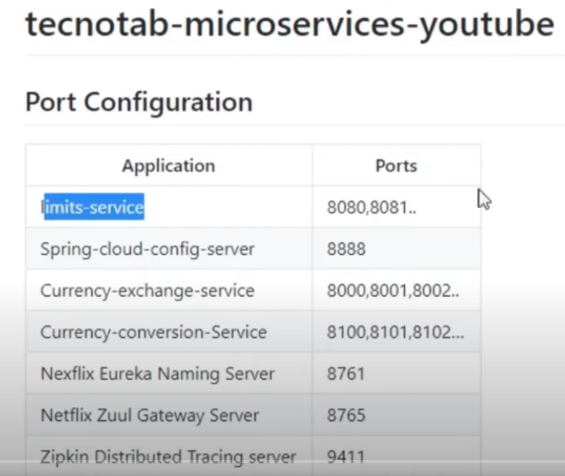 tecnotab-microservices-youtube
Port Configuration
Application Ports
limits-service 8080,8081..
Spring-cloud-config-server 8888
Currency-exchange-service 8000,8001,8002..
Currency-conversion-Service 8100,8101,8102...
Nexflix Eureka Naming Server 8761
Netflix Zuul Gateway Server 8765
Zipkin Distributed Tracing server 9411